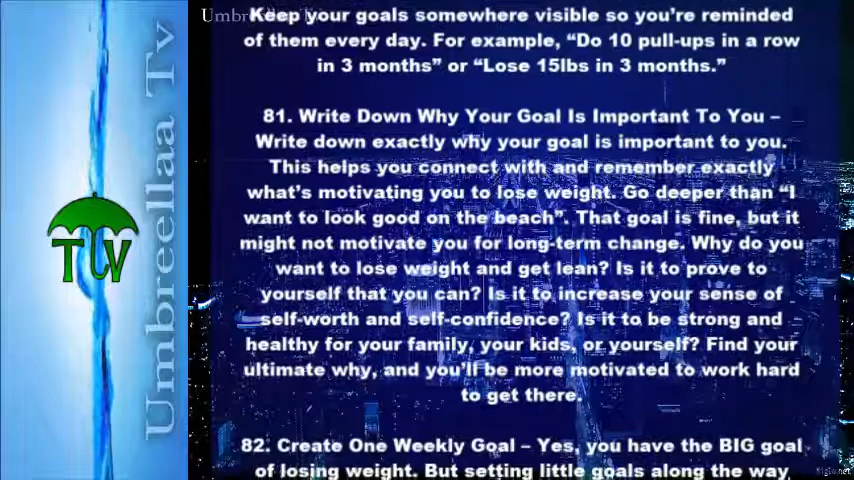 Umbreellaa Tv
TV
Umbreellaa Tv
Keep your goals somewhere visible so you’re reminded
of them every day. For example, “Do 10 pull-ups in a row
in 3 months” or “Lose 15lbs in 3 months.”
81. Write Down Why Your Goal Is Important To You –
Write down exactly why your goal is important to you.
This helps you connect with and remember exactly
what’s motivating you to lose weight. Go deeper than “I
want to look good on the beach”. That goal is fine, but it
might not motivate you for long-term change. Why do you
want to lose weight and get lean? Is it to prove to
yourself that you can? Is it to increase your sense of
self-worth and self-confidence? Is it to be strong and
healthy for your family, your kids, or yourself? Find your
ultimate why, and you’ll be more motivated to work hard
to get there.
82. Create One Weekly Goal – Yes, you have the BIG goal
of losing weight. But setting little goals along the way